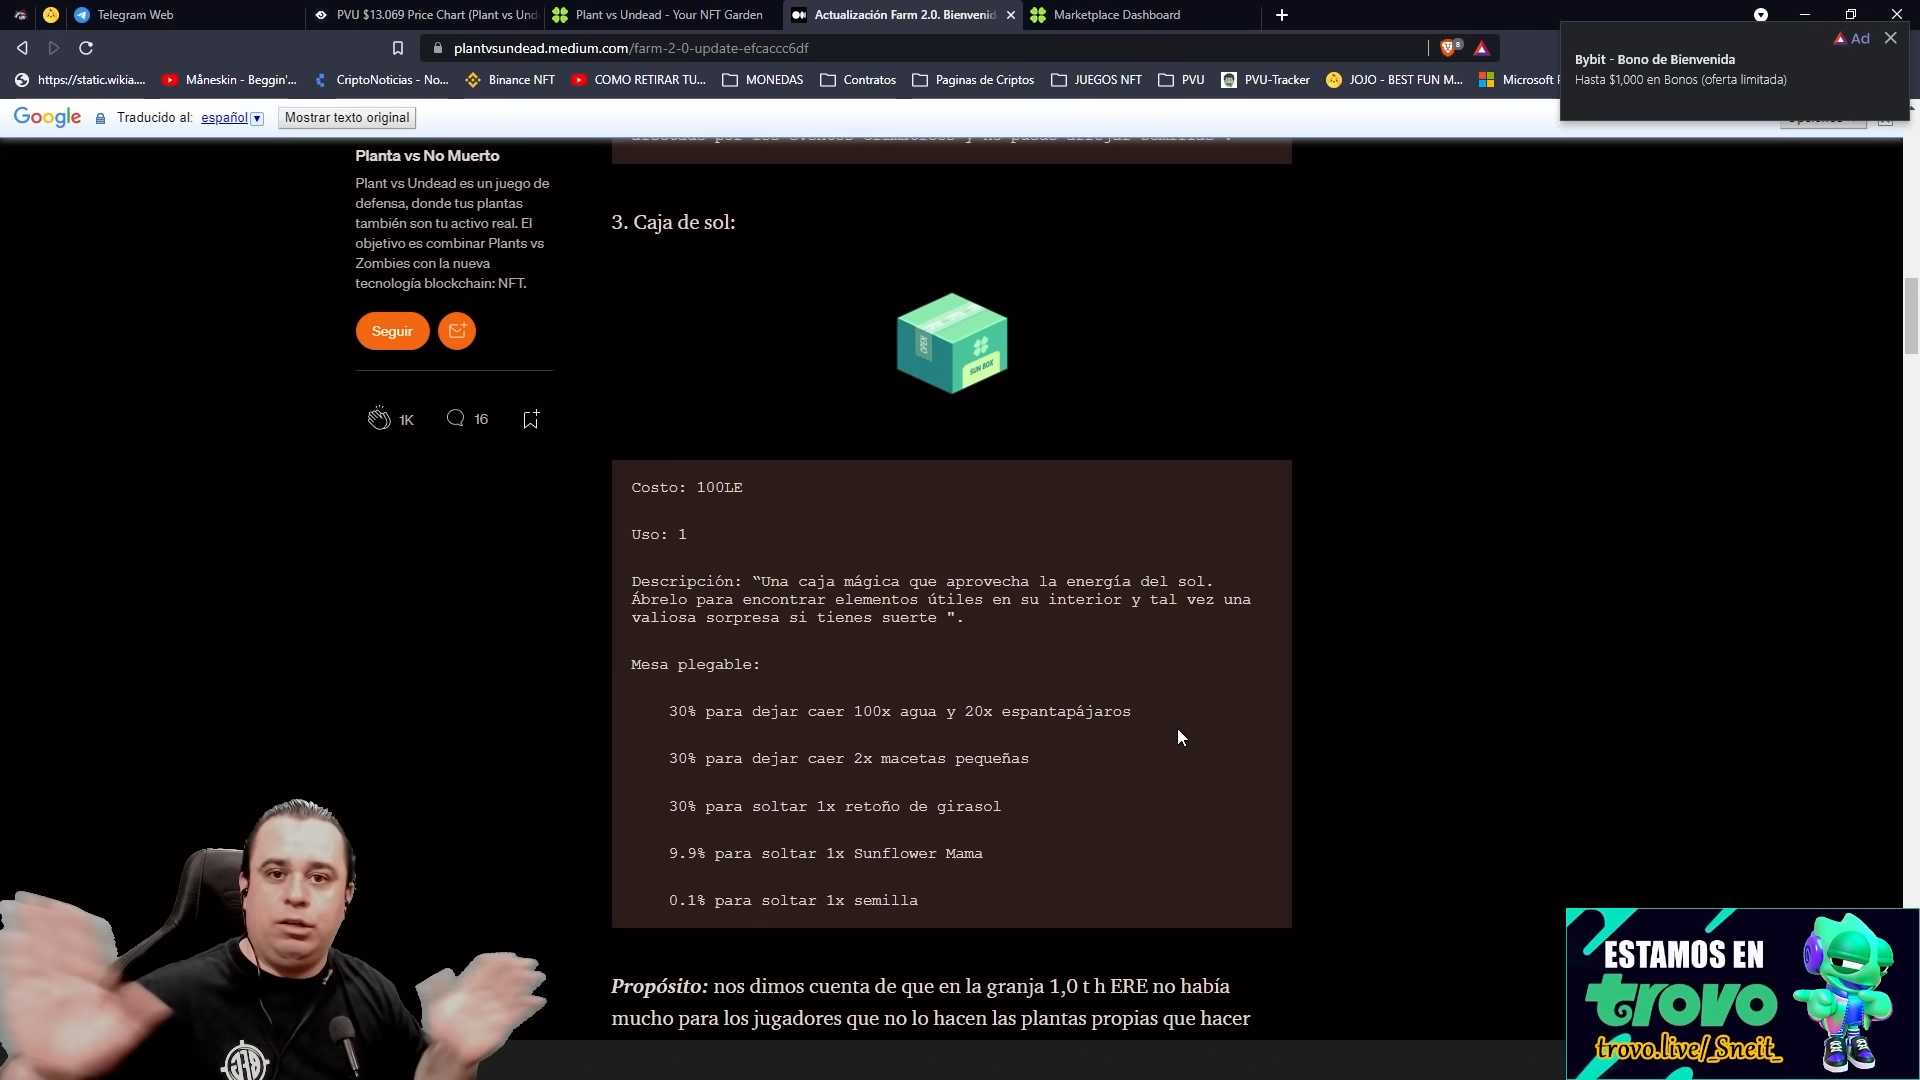 Telegram Web
PVU $13.069 Price Chart (Plant vs Und
Plant vs Undead - Your NFT Garden
Actualización Farm 2.0. Bienvenid
Marketplace Dashboard
plantvsundead.medium.com/farm-2-0-update-efcaccc6df
8
Ad
Bybit - Bono de Bienvenida
Hasta $1,000 en Bonos (oferta limitada)
https://static.wikia....
Måneskin - Beggin'...
CriptoNoticias - No...
Binance NFT
COMO RETIRAR TU...
MONEDAS
Contratos
Paginas de Criptos
JUEGOS NFT
PVU
PVU-Tracker
JOJO - BEST FUN M...
Microsoft
Google
Traducido al: español
Mostrar texto original
Planta vs No Muerto
Plant vs Undead es un juego de
defensa, donde tus plantas
también son tu activo real. El
objetivo es combinar Plants vs
Zombies con la nueva
tecnología blockchain: NFT.
Seguir
1K
16
3. Caja de sol:
OPEN
SUN BOX
Costo: 100LE
Uso: 1
Descripción: “Una caja mágica que aprovecha la energía del sol.
Ábrelo para encontrar elementos útiles en su interior y tal vez una
valiosa sorpresa si tienes suerte ".
Mesa plegable:
30% para dejar caer 100x agua y 20x espantapájaros
30% para dejar caer 2x macetas pequeñas
30% para soltar 1x retoño de girasol
9.9% para soltar 1x Sunflower Mama
0.1% para soltar 1x semilla
Propósito: nos dimos cuenta de que en la granja 1,0 t h ERE no había
mucho para los jugadores que no lo hacen las plantas propias que hacer
ESTAMOS EN
trovo
trovo.live/_Sneit_